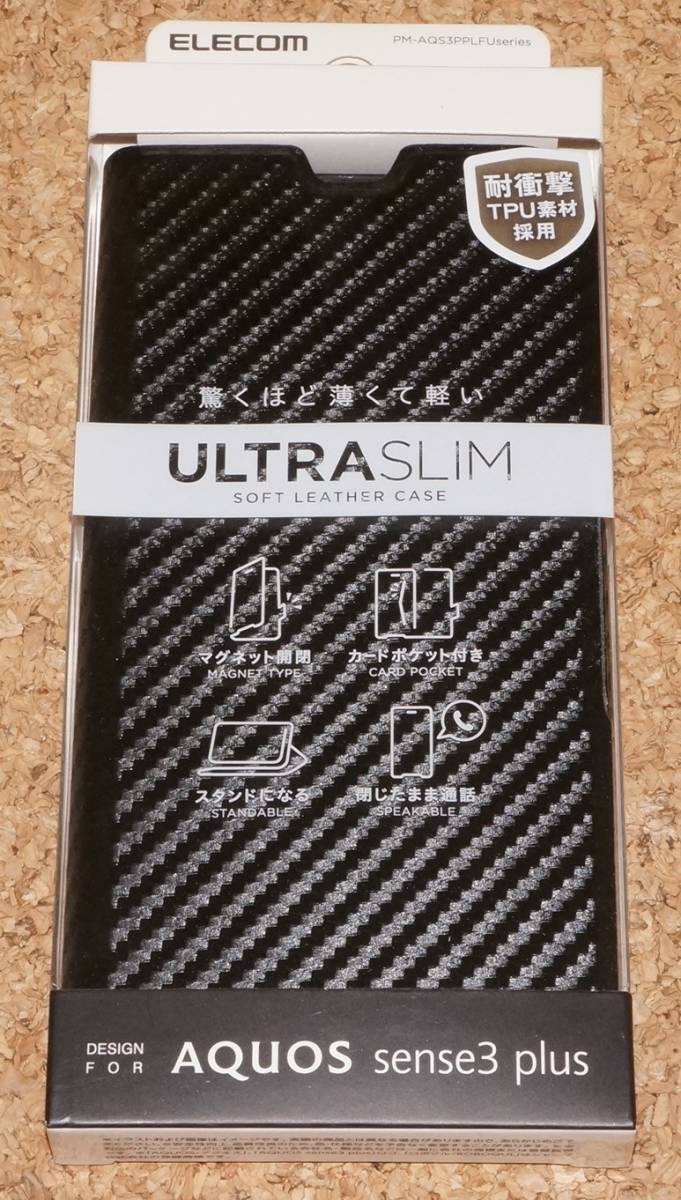 ELECOM
PM-AQS3PPLFUseries
耐衝撃
TPU素材
採用
驚くほど薄くて軽い
ULTRASLIM
SOFT LEATHER CASE
マグネット開閉
MAGNET TYPE
カードポケット付き
CARD POCKET
スタンドになる
STANDABLE
閉じたまま通話
SPEAKABLE
DESIGN
FOR
AQUOS sense3 plus